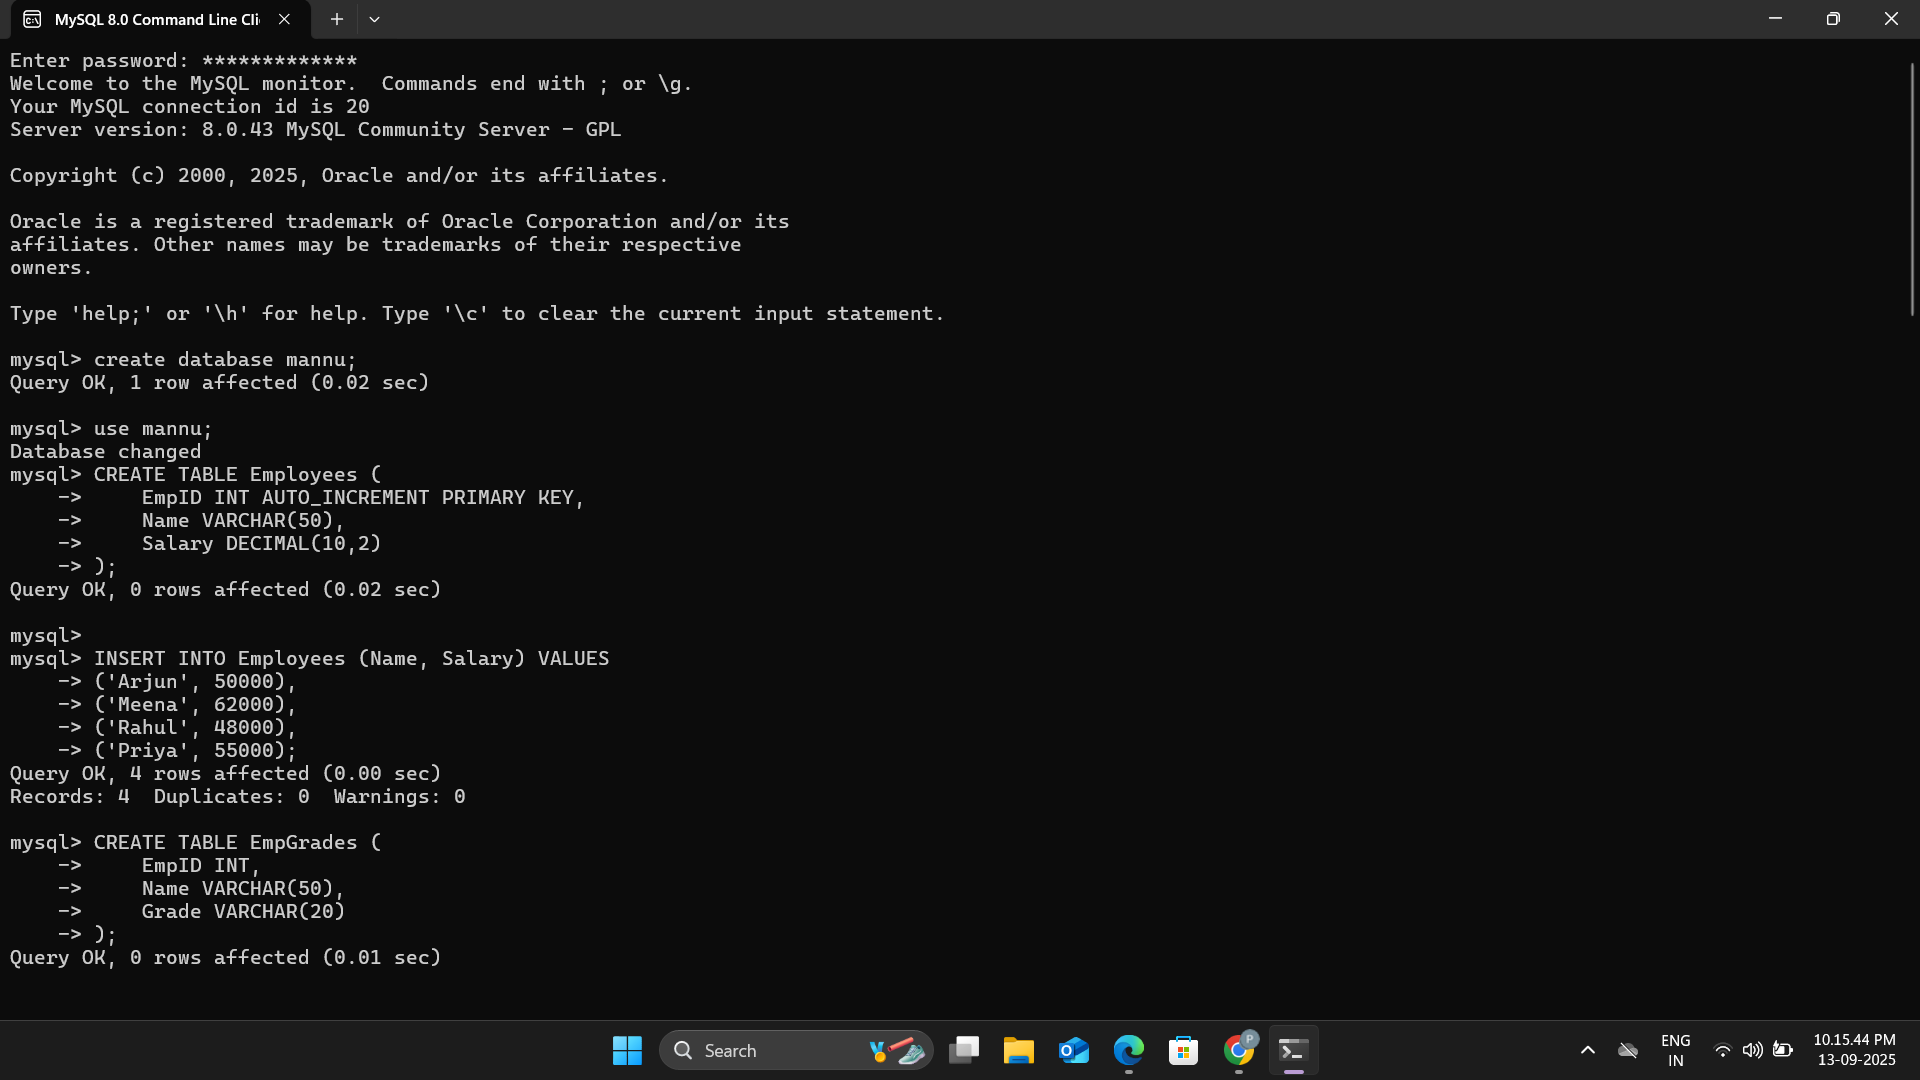 MySQL 8.0 Command Line Cli
Enter password: *************
Welcome to the MySQL monitor.  Commands end with ; or \g.
Your MySQL connection id is 20
Server version: 8.0.43 MySQL Community Server - GPL
Copyright (c) 2000, 2025, Oracle and/or its affiliates.
Oracle is a registered trademark of Oracle Corporation and/or its
affiliates. Other names may be trademarks of their respective
owners.
Type 'help;' or '\h' for help. Type '\c' to clear the current input statement.
mysql> create database mannu;
Query OK, 1 row affected (0.02 sec)
mysql> use mannu;
Database changed
mysql> CREATE TABLE Employees (
    ->     EmpID INT AUTO_INCREMENT PRIMARY KEY,
    ->     Name VARCHAR(50),
    ->     Salary DECIMAL(10,2)
    -> );
Query OK, 0 rows affected (0.02 sec)
mysql>
mysql> INSERT INTO Employees (Name, Salary) VALUES
    -> ('Arjun', 50000),
    -> ('Meena', 62000),
    -> ('Rahul', 48000),
    -> ('Priya', 55000);
Query OK, 4 rows affected (0.00 sec)
Records: 4  Duplicates: 0  Warnings: 0
mysql> CREATE TABLE EmpGrades (
    ->     EmpID INT,
    ->     Name VARCHAR(50),
    ->     Grade VARCHAR(20)
    -> );
Query OK, 0 rows affected (0.01 sec)
Search
P
ENG
IN
10.15.44 PM
13-09-2025